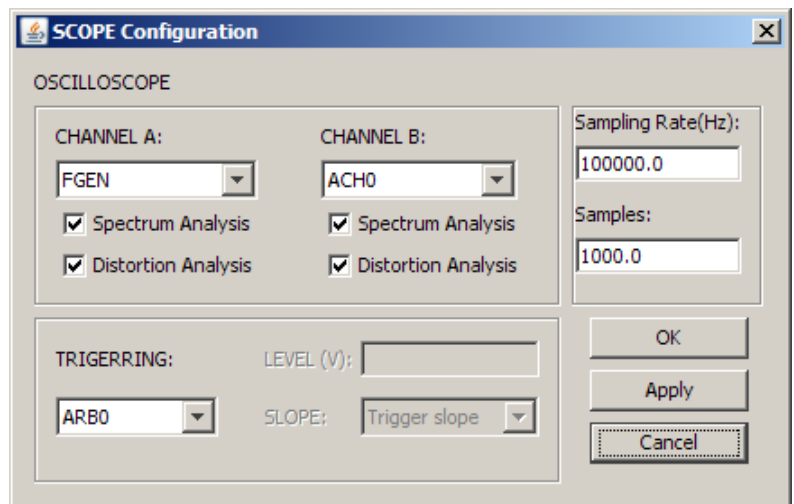 SCOPE Configuration
OSCILLOSCOPE
CHANNEL A:
FGEN
Spectrum Analysis
Distortion Analysis
CHANNEL B:
ACH0
Spectrum Analysis
Distortion Analysis
Sampling Rate(Hz):
100000.0
Samples:
1000.0
TRIGERRING:
ARB0
LEVEL (V):
SLOPE:
Trigger slope
OK
Apply
Cancel